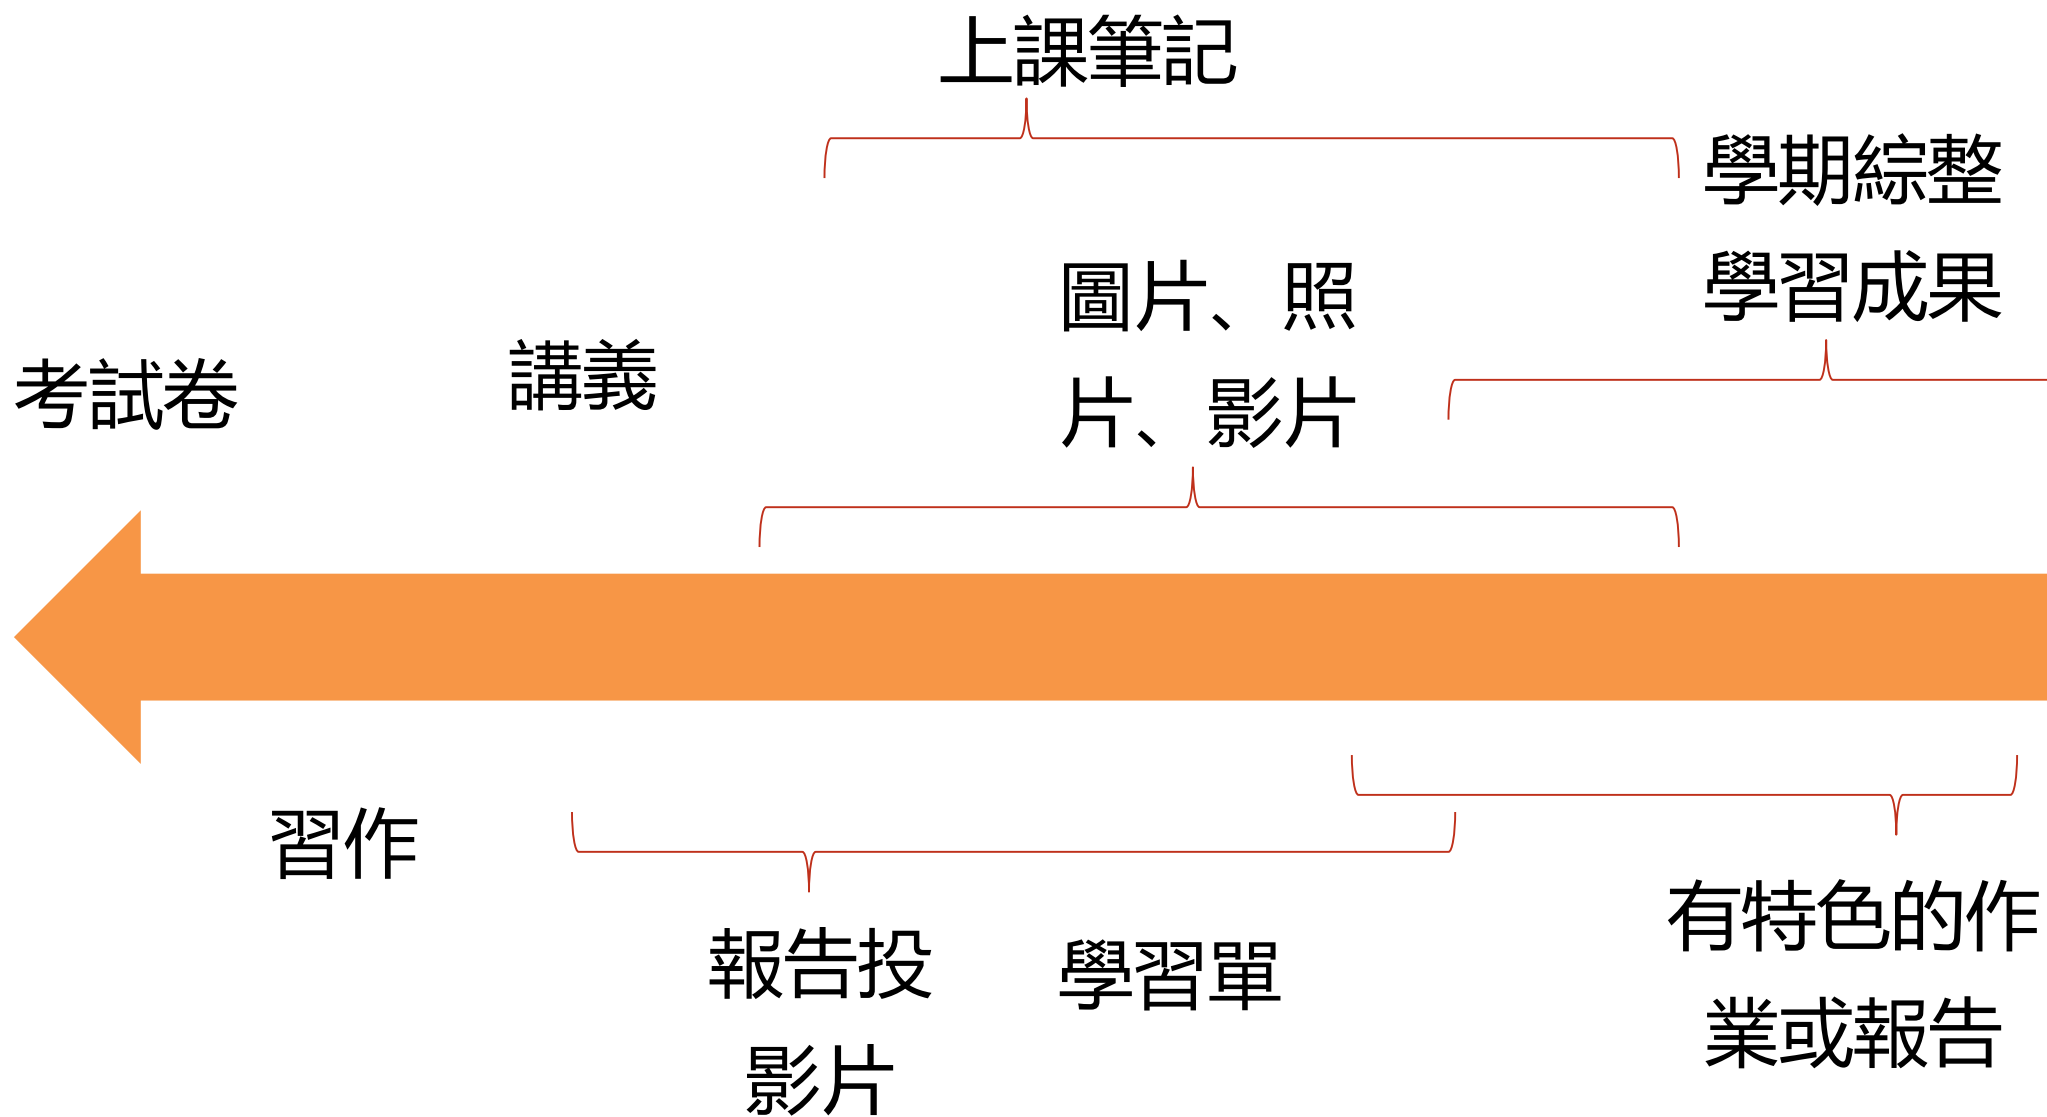 上課筆記
學期綜整
學習成果
圖片、照
片、影片
講義
考試卷
習作
報告投
影片
學習單
有特色的作
業或報告